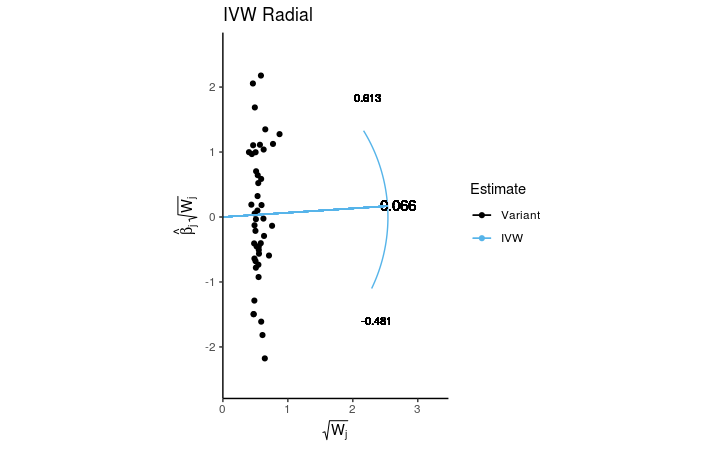 IVW Radial
β̂ⱼ√Wⱼ
2
1
0
-1
-2
0.613
0.066
-0.481
0
1
2
3
√Wⱼ
Estimate
Variant
IVW